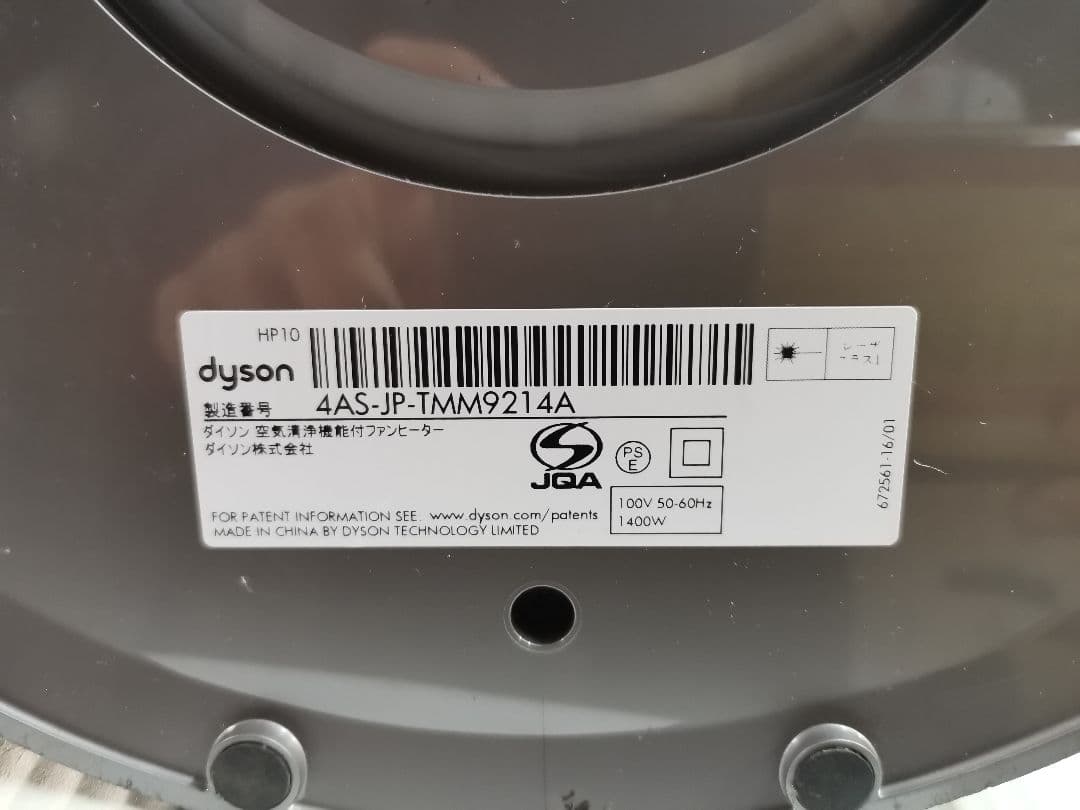 HP10
dyson
製造番号 4AS-JP-TMM9214A
ダイソン 空気清浄機能付ファンヒーター
ダイソン株式会社
JQA
PS
E
100V 50-60Hz
1400W
FOR PATENT INFORMATION SEE www.dyson.com/patents
MADE IN CHINA BY DYSON TECHNOLOGY LIMITED
672561-16/01